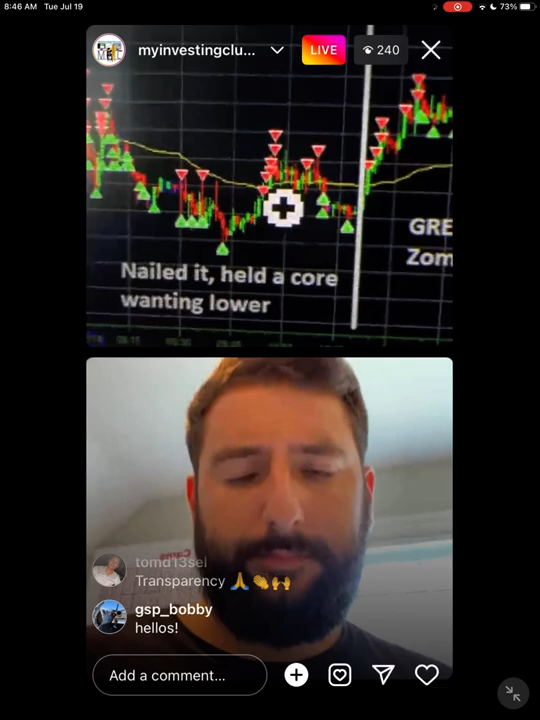 8:46 AM Tue Jul 19
73%
myinvestingclu...
LIVE
240
GRE
Zom
Nailed it, held a core
wanting lower
tomd13sel
Transparency 🙏👏🙌
gsp_bobby
hellos!
Add a comment...